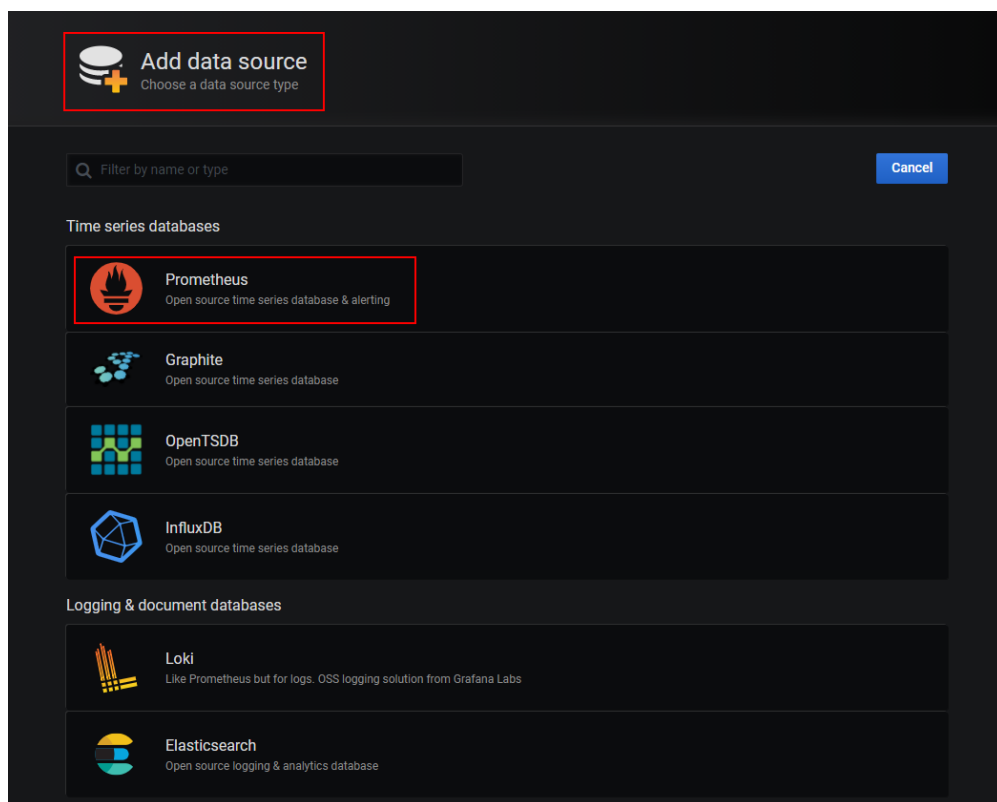 Add data source
Choose a data source type
Filter by name or type
Cancel
Time series databases
Prometheus
Open source time series database & alerting
Graphite
Open source time series database
OpenTSDB
Open source time series database
InfluxDB
Open source time series database
Logging & document databases
Loki
Like Prometheus but for logs. OSS logging solution from Grafana Labs
Elasticsearch
Open source logging & analytics database